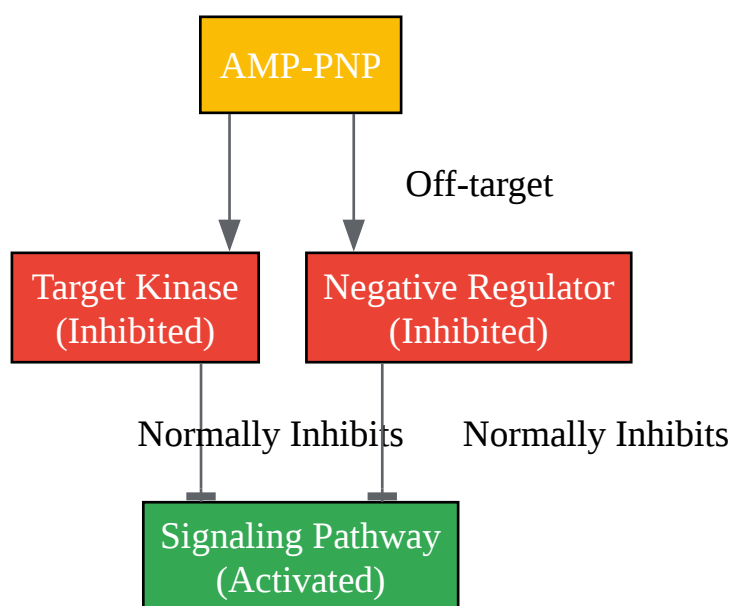 AMP-PNP
Off-target
Target Kinase
(Inhibited)
Negative Regulator
(Inhibited)
Normally Inhibits
Normally Inhibits
Signaling Pathway
(Activated)